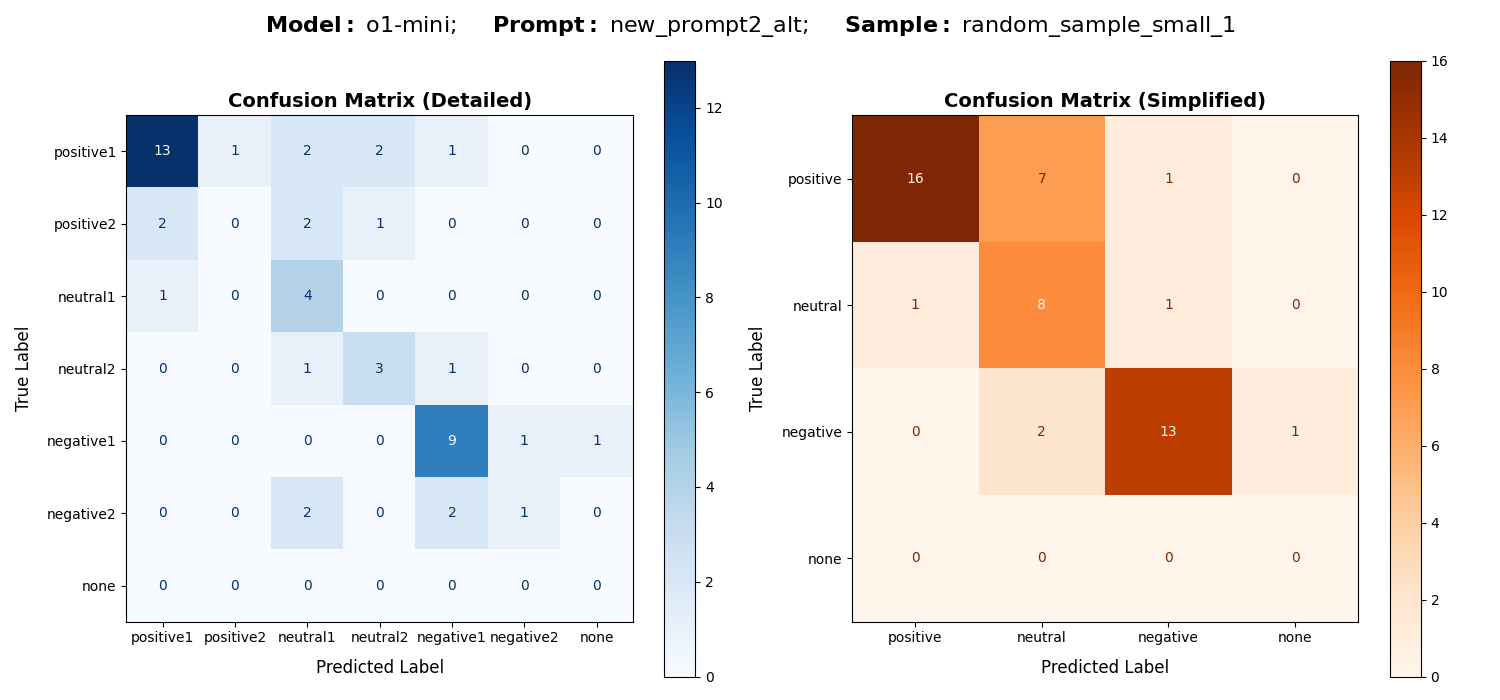 Model: o1-mini; Prompt: new_prompt2_alt; Sample: random_sample_small_1
Confusion Matrix (Detailed)
True Label
positive1 13 1 2 2 1 0 0
positive2 2 0 2 1 0 0 0
neutral1 1 0 4 0 0 0 0
neutral2 0 0 1 3 1 0 0
negative1 0 0 0 0 9 1 1
negative2 0 0 2 0 2 1 0
none 0 0 0 0 0 0 0
positive1 positive2 neutral1 neutral2 negative1 negative2 none
Predicted Label
12
10
8
6
4
2
0
Confusion Matrix (Simplified)
True Label
positive 16 7 1 0
neutral 1 8 1 0
negative 0 2 13 1
none 0 0 0 0
positive neutral negative none
Predicted Label
16
14
12
10
8
6
4
2
0